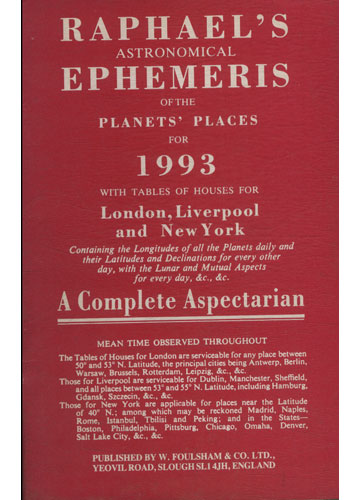 RAPHAEL'S
ASTRONOMICAL
EPHEMERIS
OF THE
PLANETS' PLACES
FOR
1993
WITH TABLES OF HOUSES FOR
London, Liverpool
and New York
Containing the Longitudes of all the Planets daily and
their Latitudes and Declinations for every other
day, with the Lunar and Mutual Aspects
for every day, &c., &c.
A Complete Aspectarian
MEAN TIME OBSERVED THROUGHOUT
The Tables of Houses for London are serviceable for any place between
50° and 53° N. Latitude, the principal cities being Antwerp, Berlin,
Warsaw, Brussels, Rotterdam, Leipzig, &c., &c.
Those for Liverpool are serviceable for Dublin, Manchester, Sheffield,
and all places between 53° and 55° N. Latitude, including Hamburg,
Gdansk, Szczecin, &c., &c.
Those for New York are applicable for places near the Latitude
of 40° N.; among which may be reckoned Madrid, Naples,
Rome, Istanbul, Tbilisi and Peking; and in the States—
Boston, Philadelphia, Pittsburg, Chicago, Omaha, Denver,
Salt Lake City, &c., &c.
PUBLISHED BY W. FOULSHAM & CO. LTD.,
YEOVIL ROAD, SLOUGH SL1 4JH, ENGLAND